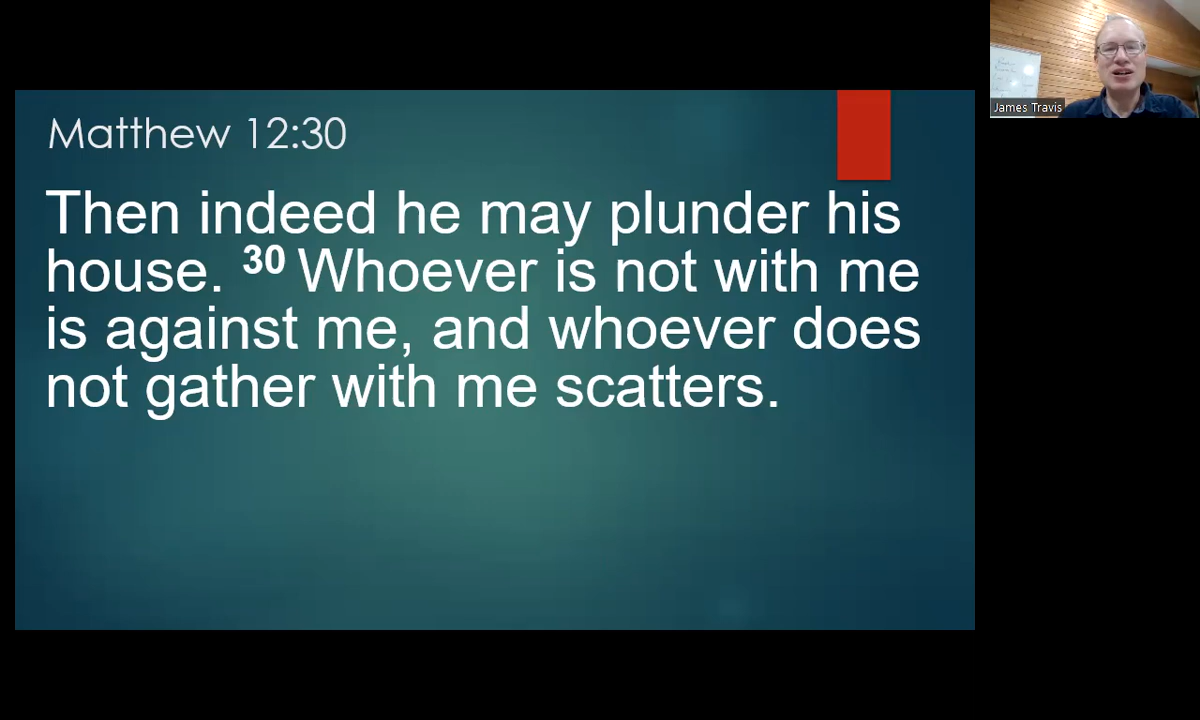 Matthew 12:30
Then indeed he may plunder his
house. 30 Whoever is not with me
is against me, and whoever does
not gather with me scatters.
James Travis